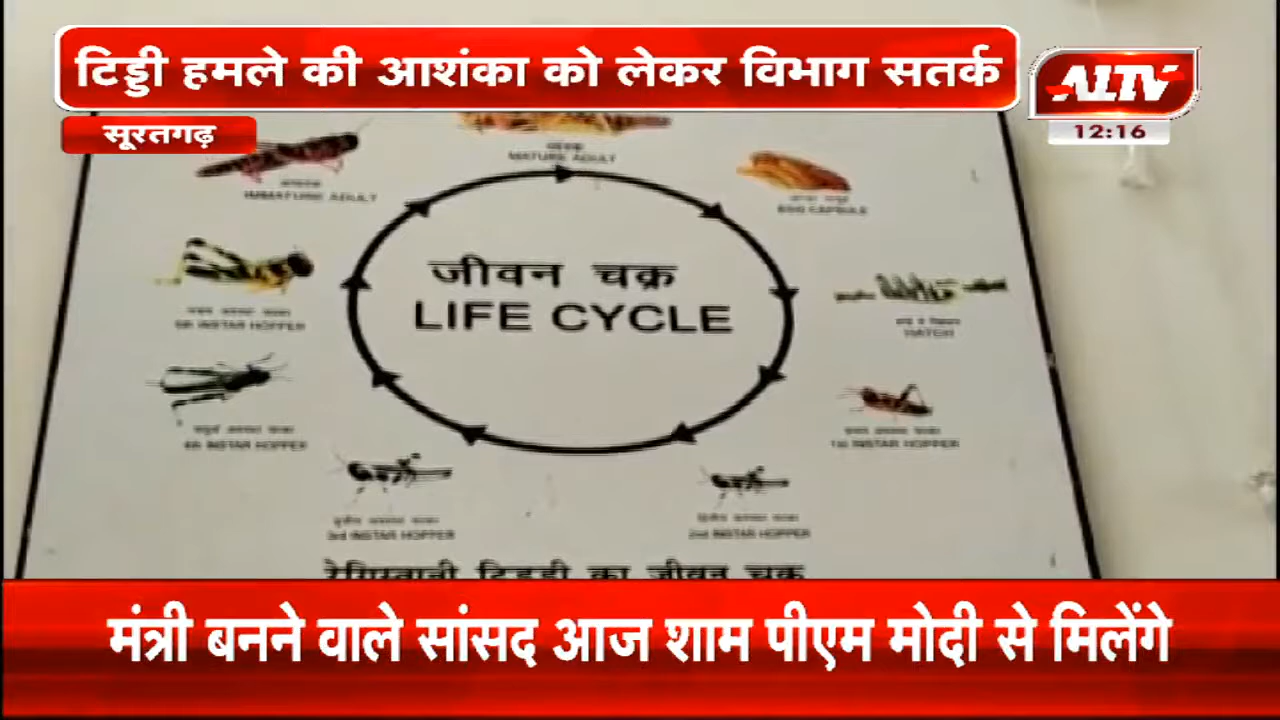 टिड्डी हमले की आशंका को लेकर विभाग सतर्क
ALTV
12:16
सूरतगढ़
MATURE ADULT
IMMATURE ADULT
EGG CAPSULE
जीवन चक्र
LIFE CYCLE
5th INSTAR HOPPER
HATCH
4th INSTAR HOPPER
1st INSTAR HOPPER
3rd INSTAR HOPPER
2nd INSTAR HOPPER
रेगिस्तानी टिड्डी का जीवन चक्र
मंत्री बनने वाले सांसद आज शाम पीएम मोदी से मिलेंगे